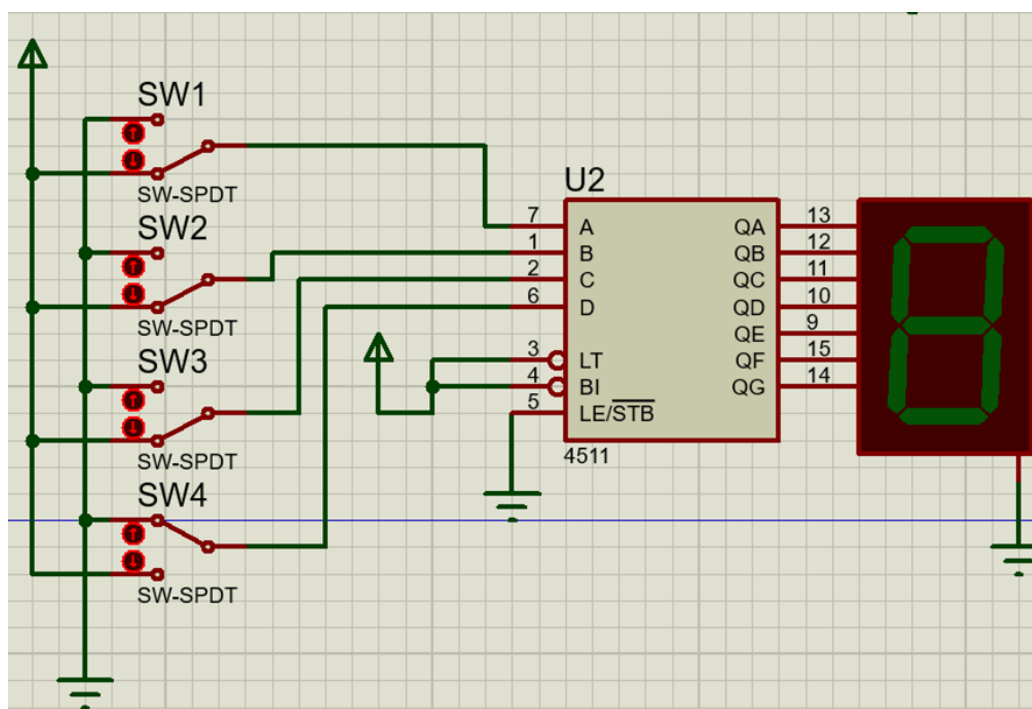 SW1
SW-SPDT
SW2
SW-SPDT
SW3
SW-SPDT
SW4
SW-SPDT
U2
7 A QA 13
1 B QB 12
2 C QC 11
6 D QD 10
QE 9
3 LT QF 15
4 BI QG 14
5 LE/STB
4511